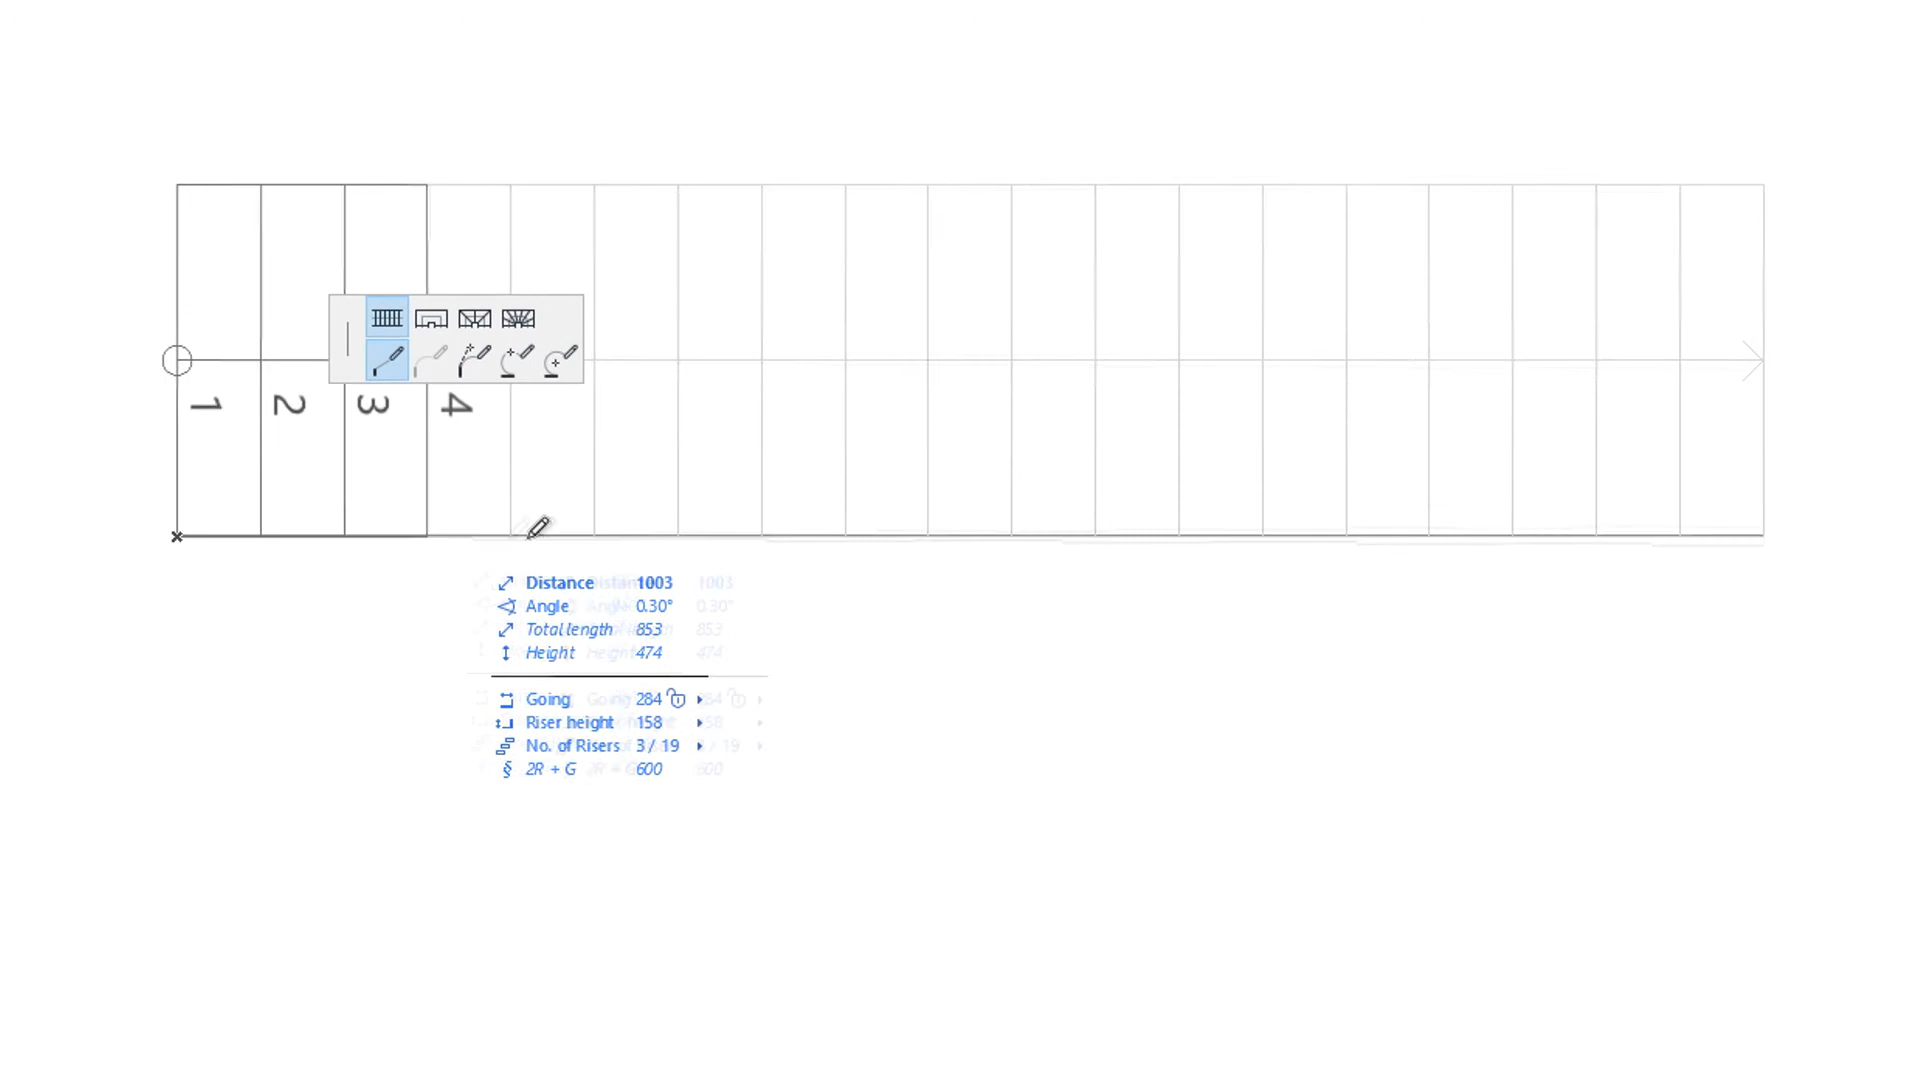 1 2 3 4
Distance 1003
Angle 0.30°
Total length 853
Height 474
Going 284
Riser height 158
No. of Risers 3 / 19
§ 2R + G 600